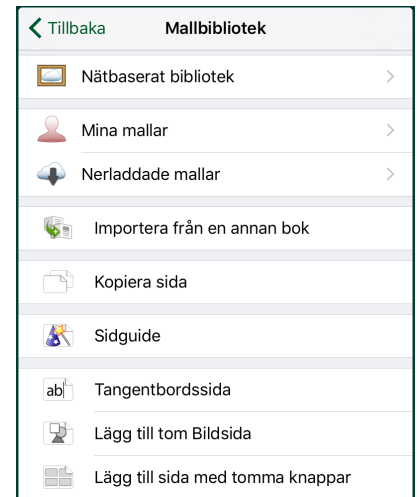 Tillbaka Mallbibliotek
Nätbaserat bibliotek
Mina mallar
Nerladdade mallar
Importera från en annan bok
Kopiera sida
Sidguide
ab Tangentbordssida
Lägg till tom Bildsida
Lägg till sida med tomma knappar